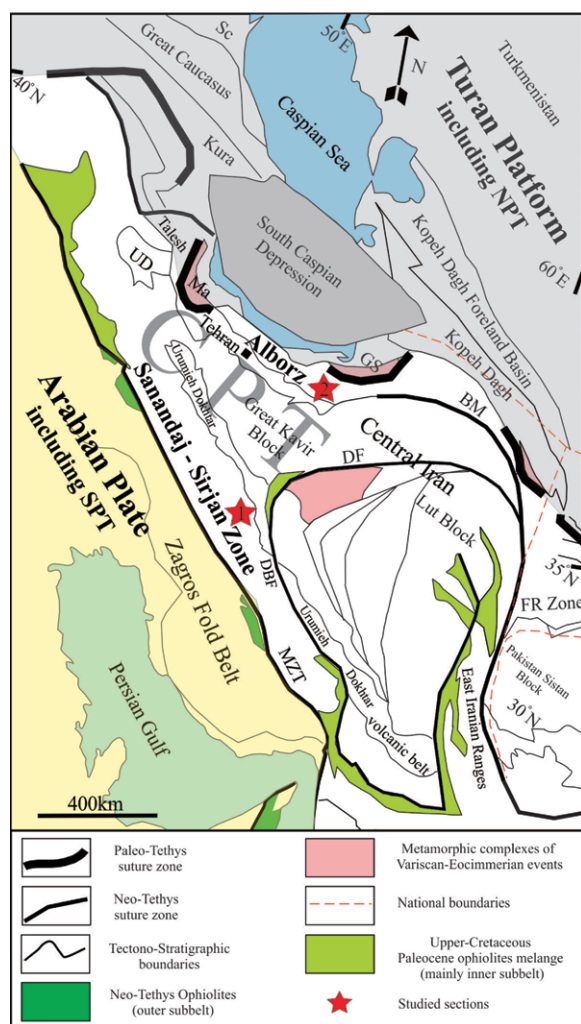 Sc
50°E
N
Great Caucasus
40°N
Caspian Sea
Turkmenistan
Turan Platform
including NPT
Kura
Talesh
South Caspian
Depression
Kopeh Dagh Foreland Basin
60°E
UD
Ma
Tehran
Alborz
2
GS
Kopeh Dagh
BM
CPT
Urumieh Dokhtar
Great Kavir
Block
Central Iran
DF
Lut Block
Arabian Plate
including SPT
Sanandaj - Sirjan Zone
1
DBF
35°N
FR Zone
Zagros Fold Belt
Urumieh
Dokhtar
volcanic belt
MZT
East Iranian Ranges
Pakistan Sistan
Block
30°N
Persian Gulf
400km
Paleo-Tethys
suture zone
Neo-Tethys
suture zone
Tectono-Stratigraphic
boundaries
Neo-Tethys Ophiolites
(outer subbelt)
Metamorphic complexes of
Variscan-Eocimmerian events
National boundaries
Upper-Cretaceous
Paleocene ophiolites melange
(mainly inner subbelt)
Studied sections